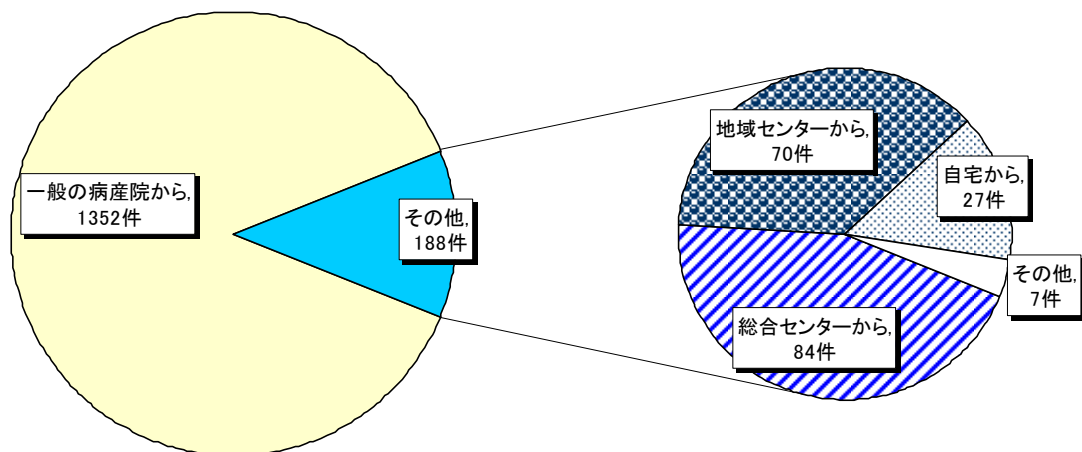 一般の病産院から,
1352件
その他,
188件
地域センターから,
70件
自宅から,
27件
その他,
7件
総合センターから,
84件